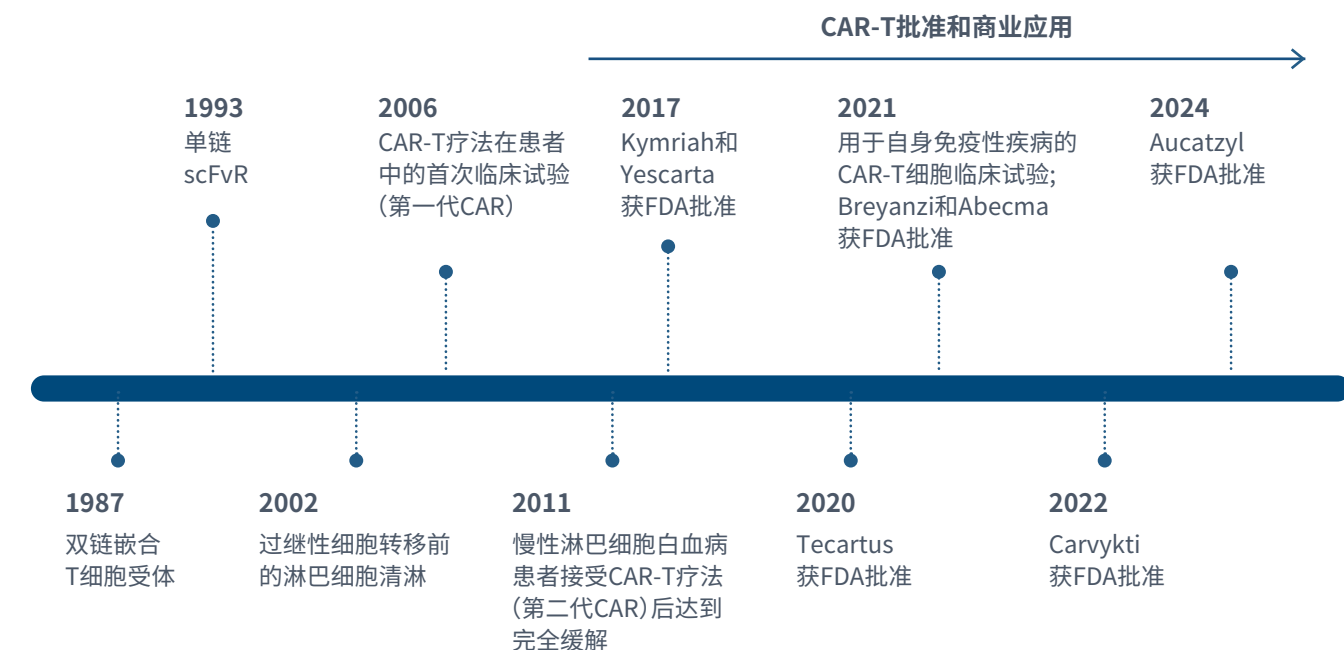 CAR-T批准和商业应用
1993
单链
scFvR
2006
CAR-T疗法在患者
中的首次临床试验
（第一代CAR）
2017
Kymriah和
Yescarta
获FDA批准
2021
用于自身免疫性疾病的
CAR-T细胞临床试验;
Breyanzi和Abecma
获FDA批准
2024
Aucatzyl
获FDA批准
1987
双链嵌合
T细胞受体
2002
过继性细胞转移前
的淋巴细胞清淋
2011
慢性淋巴细胞白血病
患者接受CAR-T疗法
（第二代CAR）后达到
完全缓解
2020
Tecartus
获FDA批准
2022
Carvykti
获FDA批准